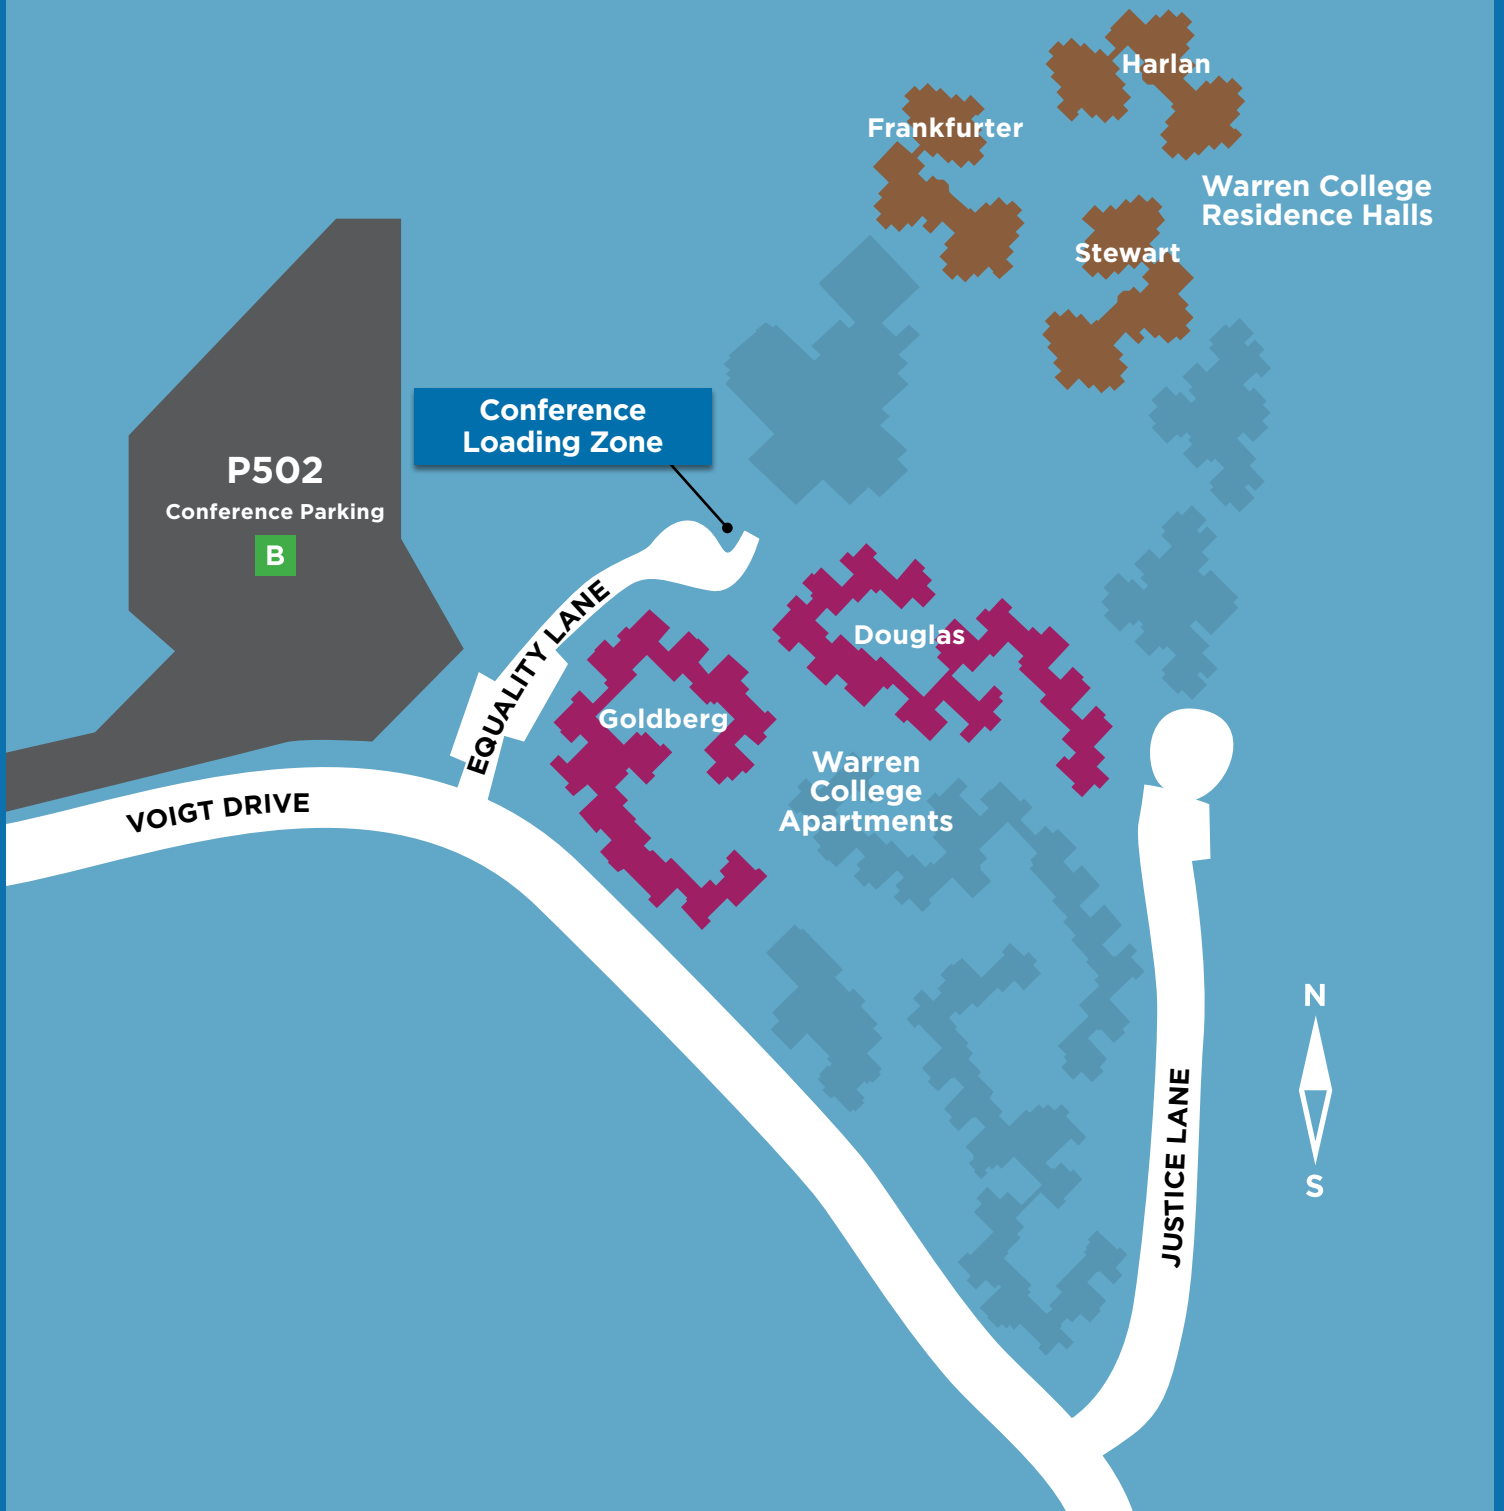 Harlan
Frankfurter
Warren College
Residence Halls
Stewart
Conference
Loading Zone
P502
Conference Parking
B
EQUALITY LANE
Douglas
Goldberg
Warren
College
Apartments
VOIGT DRIVE
N
JUSTICE LANE
S